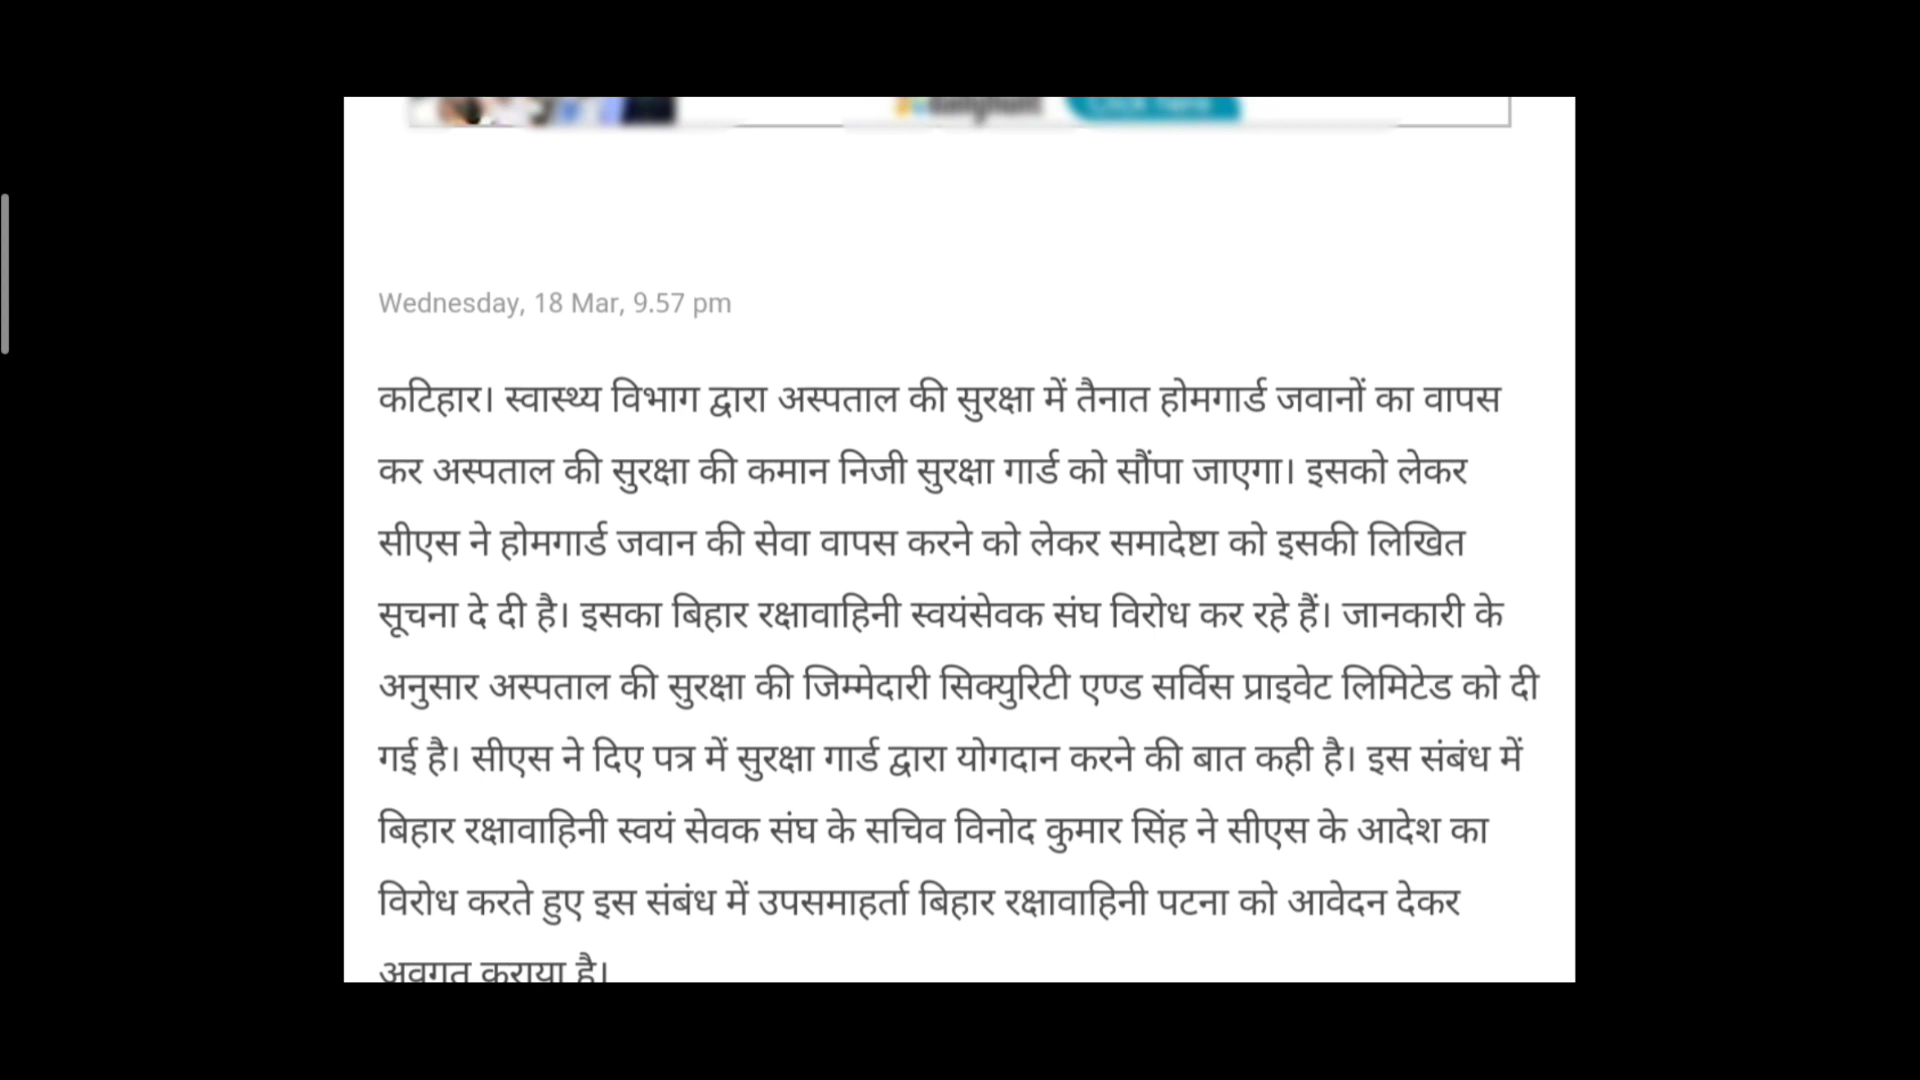 Wednesday, 18 Mar, 9.57 pm
कटिहार। स्वास्थ्य विभाग द्वारा अस्पताल की सुरक्षा में तैनात होमगार्ड जवानों का वापस
कर अस्पताल की सुरक्षा की कमान निजी सुरक्षा गार्ड को सौंपा जाएगा। इसको लेकर
सीएस ने होमगार्ड जवान की सेवा वापस करने को लेकर समादेष्टा को इसकी लिखित
सूचना दे दी है। इसका बिहार रक्षावाहिनी स्वयंसेवक संघ विरोध कर रहे हैं। जानकारी के
अनुसार अस्पताल की सुरक्षा की जिम्मेदारी सिक्युरिटी एण्ड सर्विस प्राइवेट लिमिटेड को दी
गई है। सीएस ने दिए पत्र में सुरक्षा गार्ड द्वारा योगदान करने की बात कही है। इस संबंध में
बिहार रक्षावाहिनी स्वयं सेवक संघ के सचिव विनोद कुमार सिंह ने सीएस के आदेश का
विरोध करते हुए इस संबंध में उपसमाहर्ता बिहार रक्षावाहिनी पटना को आवेदन देकर
अवगत कराया है।